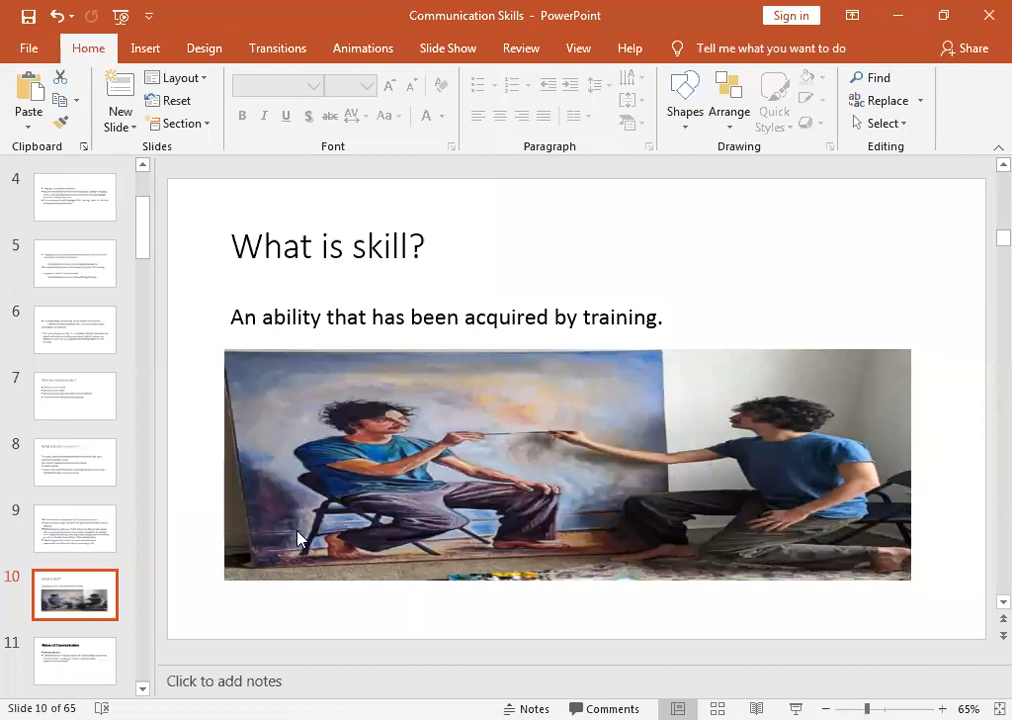 Communication Skills - PowerPoint
Sign in
File Home Insert Design Transitions Animations Slide Show Review View Help Tell me what you want to do Share
Paste
New Slide
Layout
Reset
Section
B I U S abc AV Aa A
Shapes Arrange Quick Styles
Find
Replace
Select
Clipboard Slides Font Paragraph Drawing Editing
4
5
6
7
8
9
10
11
What is skill?
An ability that has been acquired by training.
Click to add notes
Slide 10 of 65 Notes Comments 65%